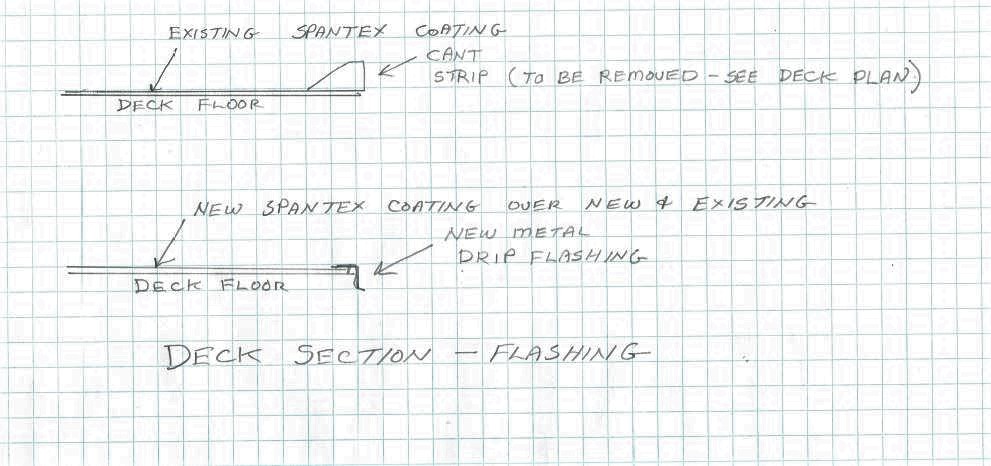 EXISTING SPANTEX COATING
CANT
STRIP (TO BE REMOVED - SEE DECK PLAN)
DECK FLOOR
NEW SPANTEX COATING OVER NEW & EXISTING
NEW METAL
DRIP FLASHING
DECK FLOOR
DECK SECTION - FLASHING